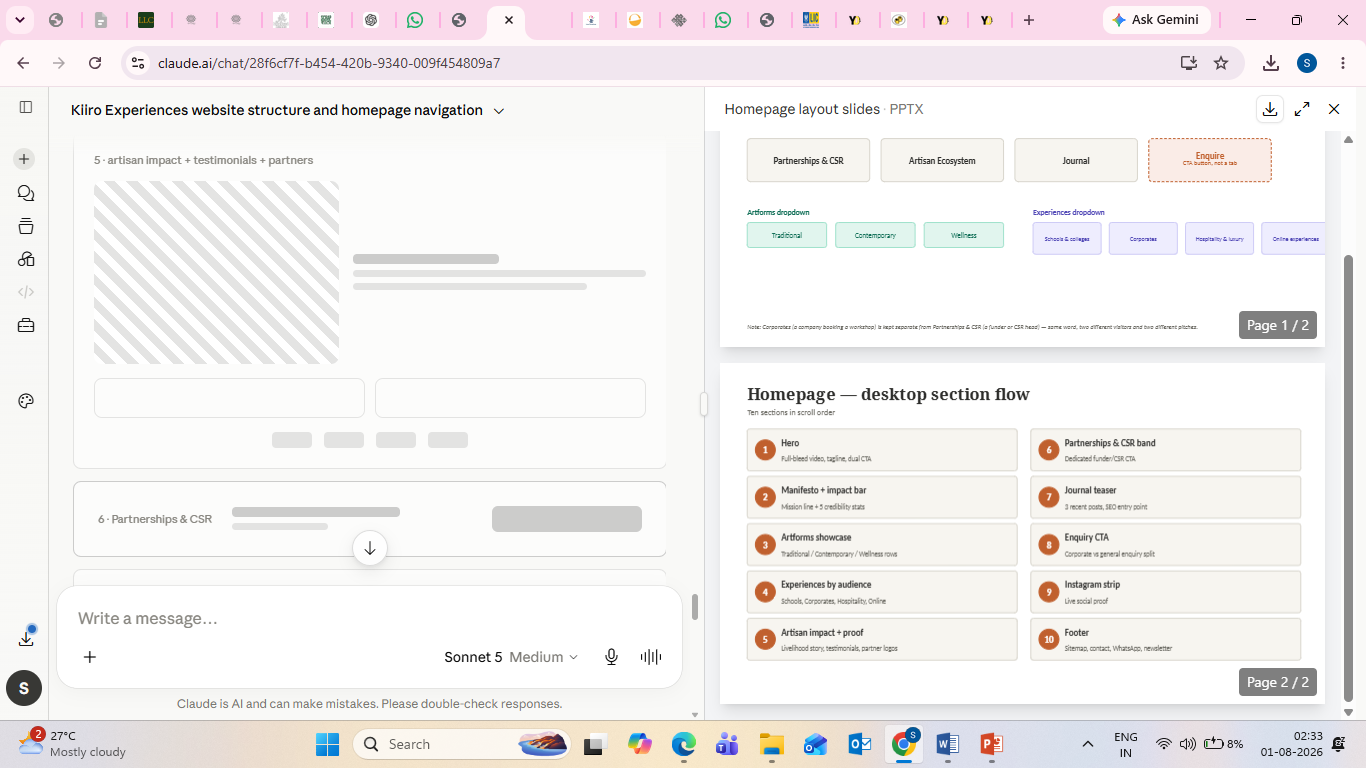 LLC
Ask Gemini
claude.ai/chat/28f6cf7f-b454-420b-9340-009f454809a7
S
Kiiro Experiences website structure and homepage navigation
Homepage layout slides · PPTX
5 · artisan impact + testimonials + partners
6 · Partnerships & CSR
Write a message...
Sonnet 5 Medium
Claude is AI and can make mistakes. Please double-check responses.
S
Partnerships & CSR
Artisan Ecosystem
Journal
Enquire
CTA button, not a tab
Artforms dropdown
Traditional
Contemporary
Wellness
Experiences dropdown
Schools & colleges
Corporates
Hospitality & luxury
Online experiences
Note: Corporates (a company booking a workshop) is kept separate from Partnerships & CSR (a funder or CSR head) — same word, two different visitors and two different pitches.
Page 1 / 2
Homepage — desktop section flow
Ten sections in scroll order
1
Hero
Full-bleed video, tagline, dual CTA
2
Manifesto + impact bar
Mission line + 5 credibility stats
3
Artforms showcase
Traditional / Contemporary / Wellness rows
4
Experiences by audience
Schools, Corporates, Hospitality, Online
5
Artisan impact + proof
Livelihood story, testimonials, partner logos
6
Partnerships & CSR band
Dedicated funder/CSR CTA
7
Journal teaser
3 recent posts, SEO entry point
8
Enquiry CTA
Corporate vs general enquiry split
9
Instagram strip
Live social proof
10
Footer
Sitemap, contact, WhatsApp, newsletter
Page 2 / 2
2
27°C
Mostly cloudy
Search
S
ENG
IN
8%
02:33
01-08-2026